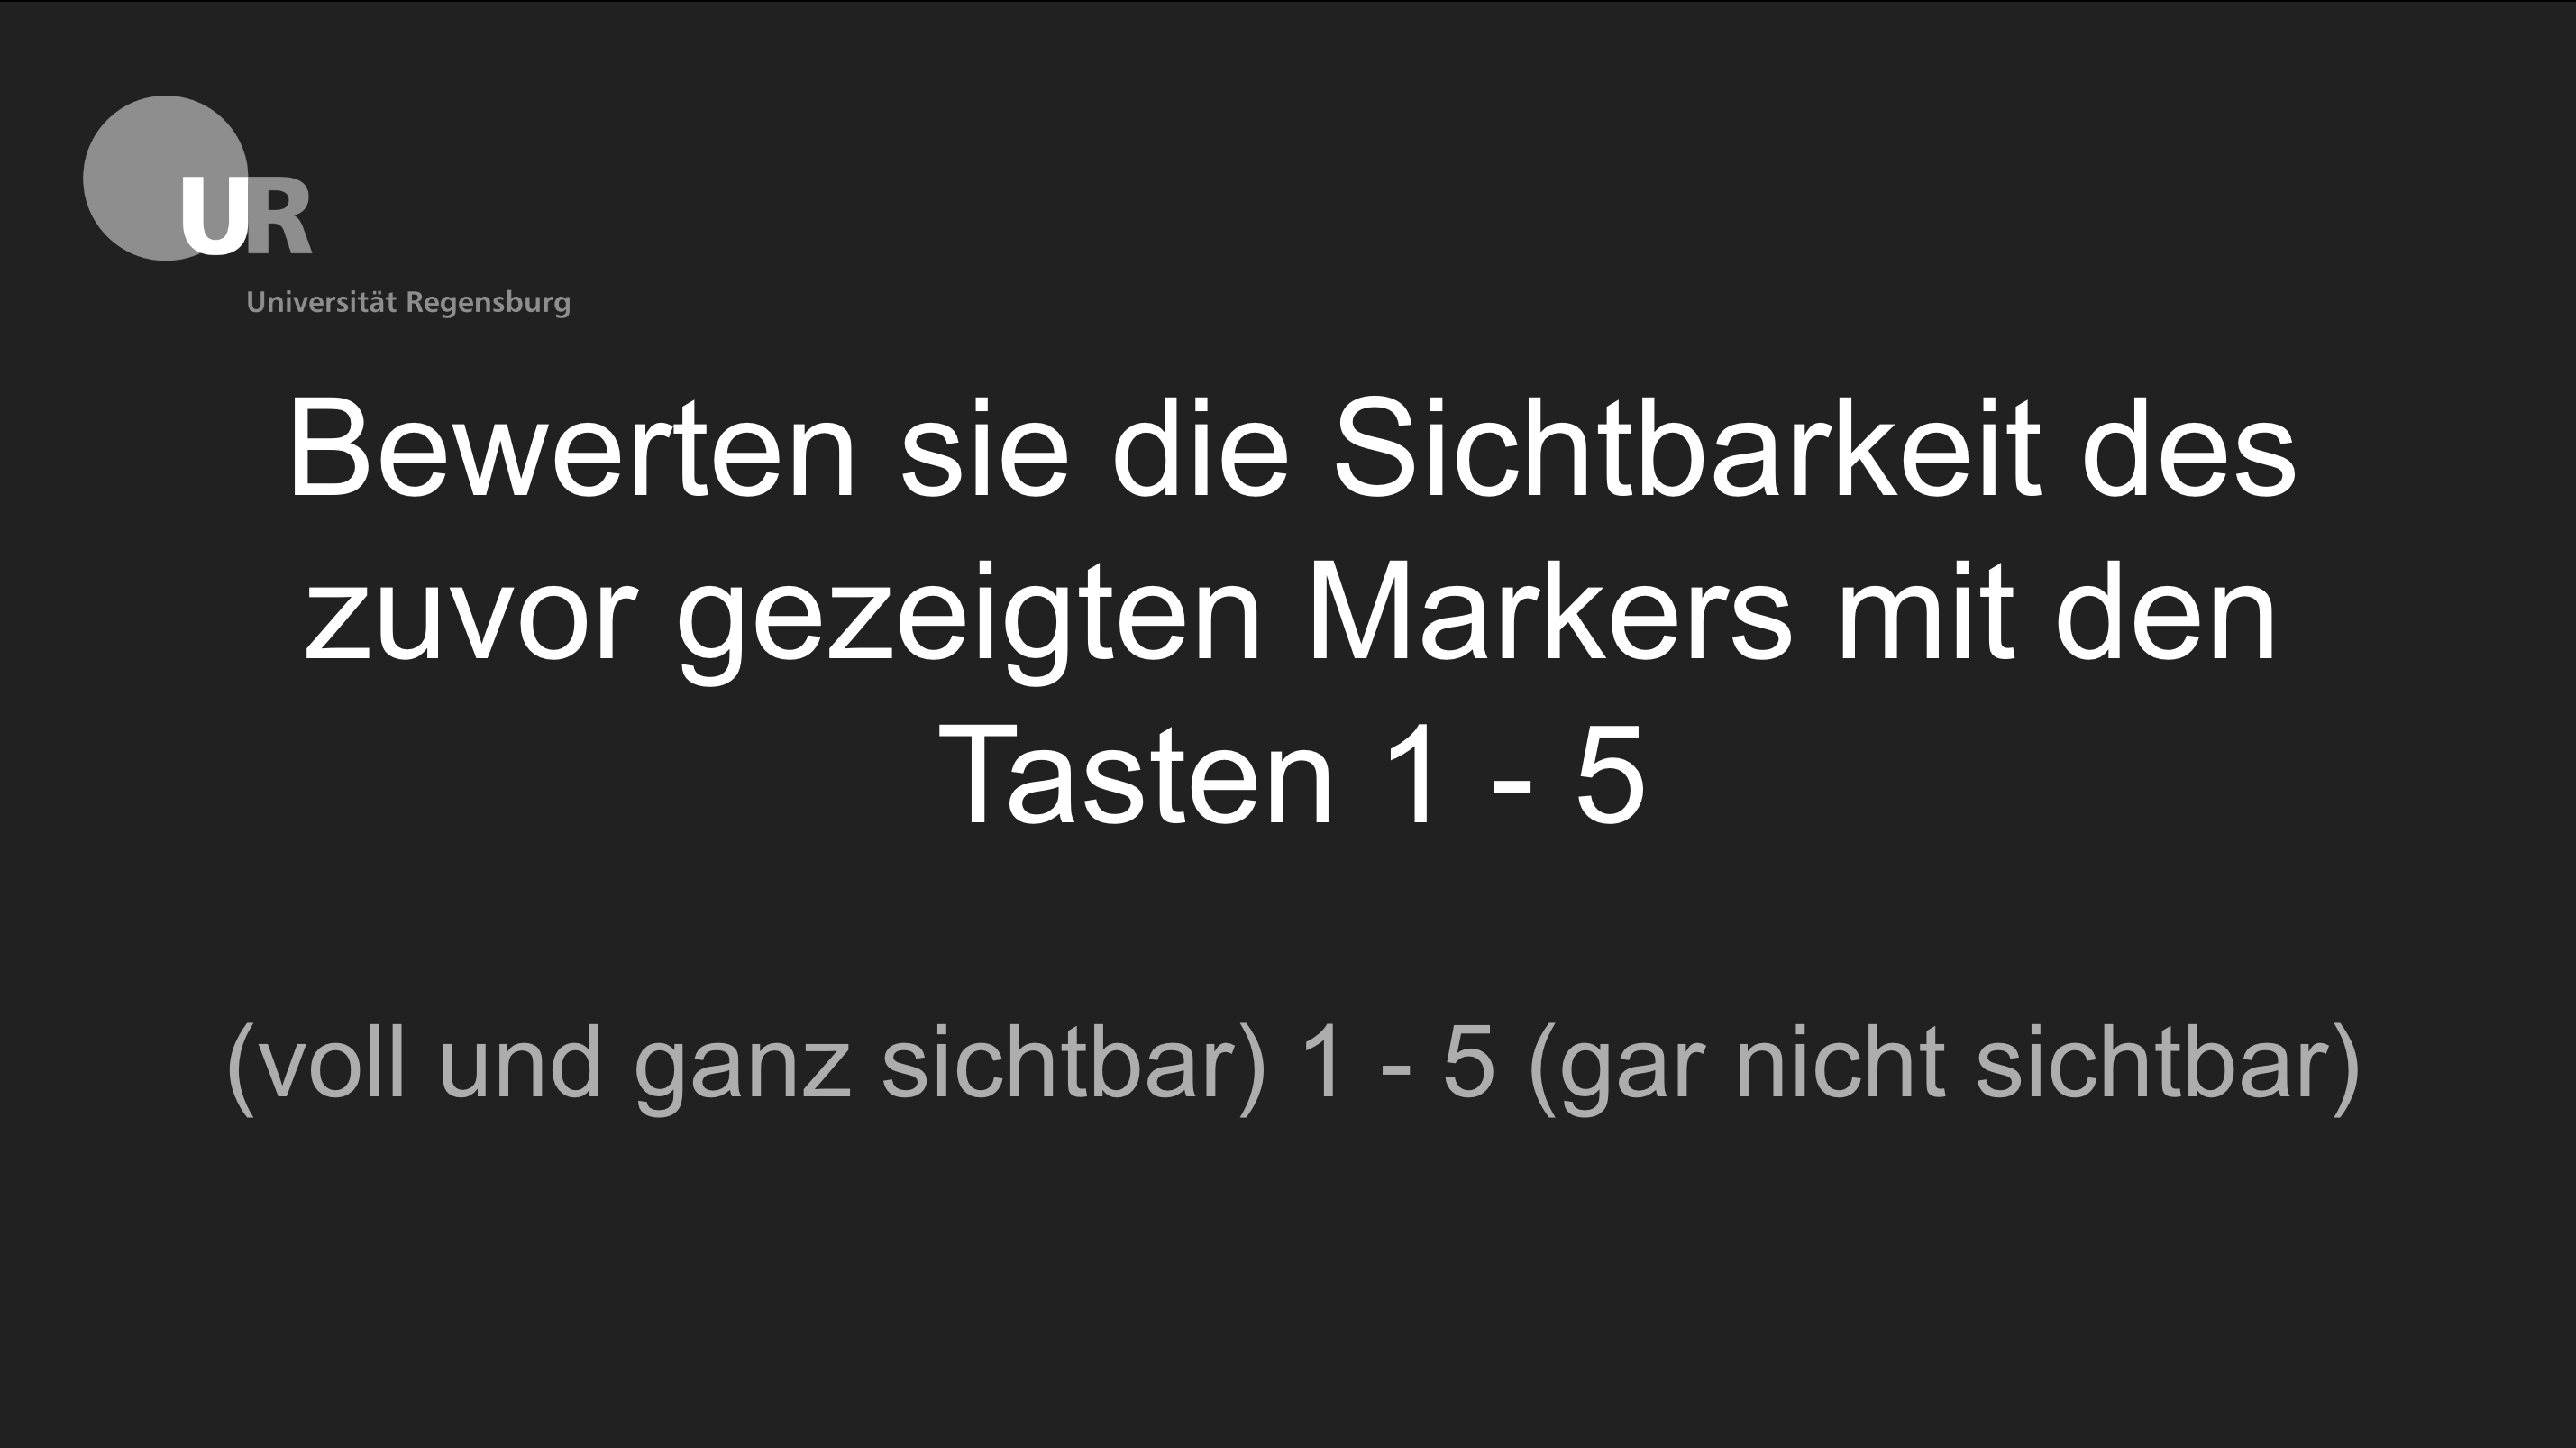 UR
Universität Regensburg
Bewerten sie die Sichtbarkeit des
zuvor gezeigten Markers mit den
Tasten 1 - 5
(voll und ganz sichtbar) 1 - 5 (gar nicht sichtbar)